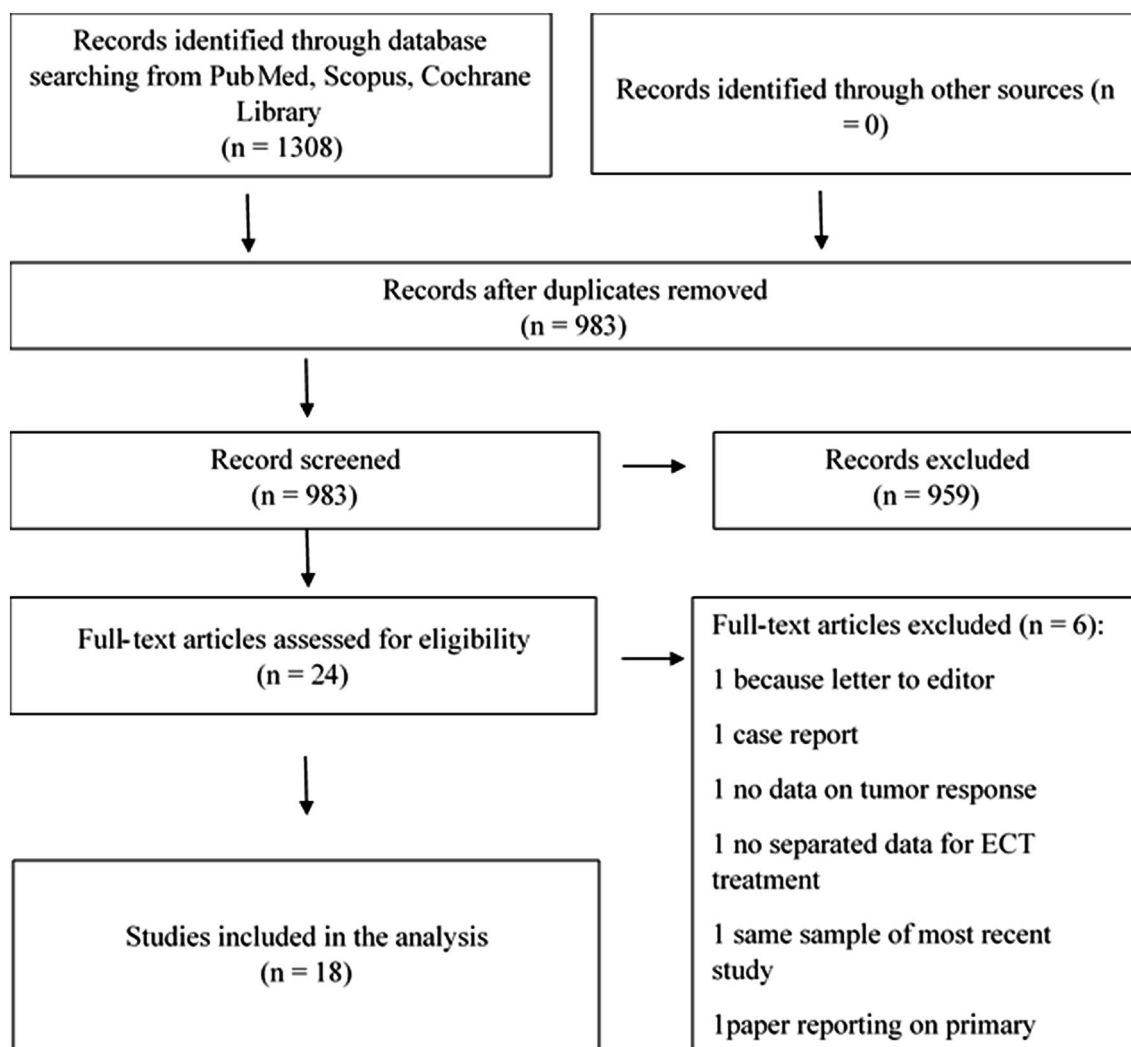 Records identified through database
searching from PubMed, Scopus, Cochrane
Library
(n = 1308)
Records identified through other sources (n
= 0)
Records after duplicates removed
(n = 983)
Record screened
(n = 983)
Records excluded
(n = 959)
Full-text articles assessed for eligibility
(n = 24)
Full-text articles excluded (n = 6):
1 because letter to editor
1 case report
1 no data on tumor response
1 no separated data for ECT
treatment
1 same sample of most recent
study
1paper reporting on primary
Studies included in the analysis
(n = 18)